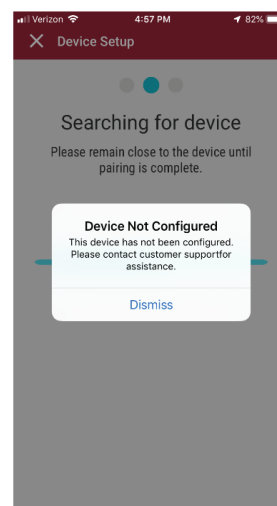 Verizon 4:57 PM 82%
Device Setup
Searching for device
Please remain close to the device until
pairing is complete.
Device Not Configured
This device has not been configured.
Please contact customer supportfor
assistance.
Dismiss